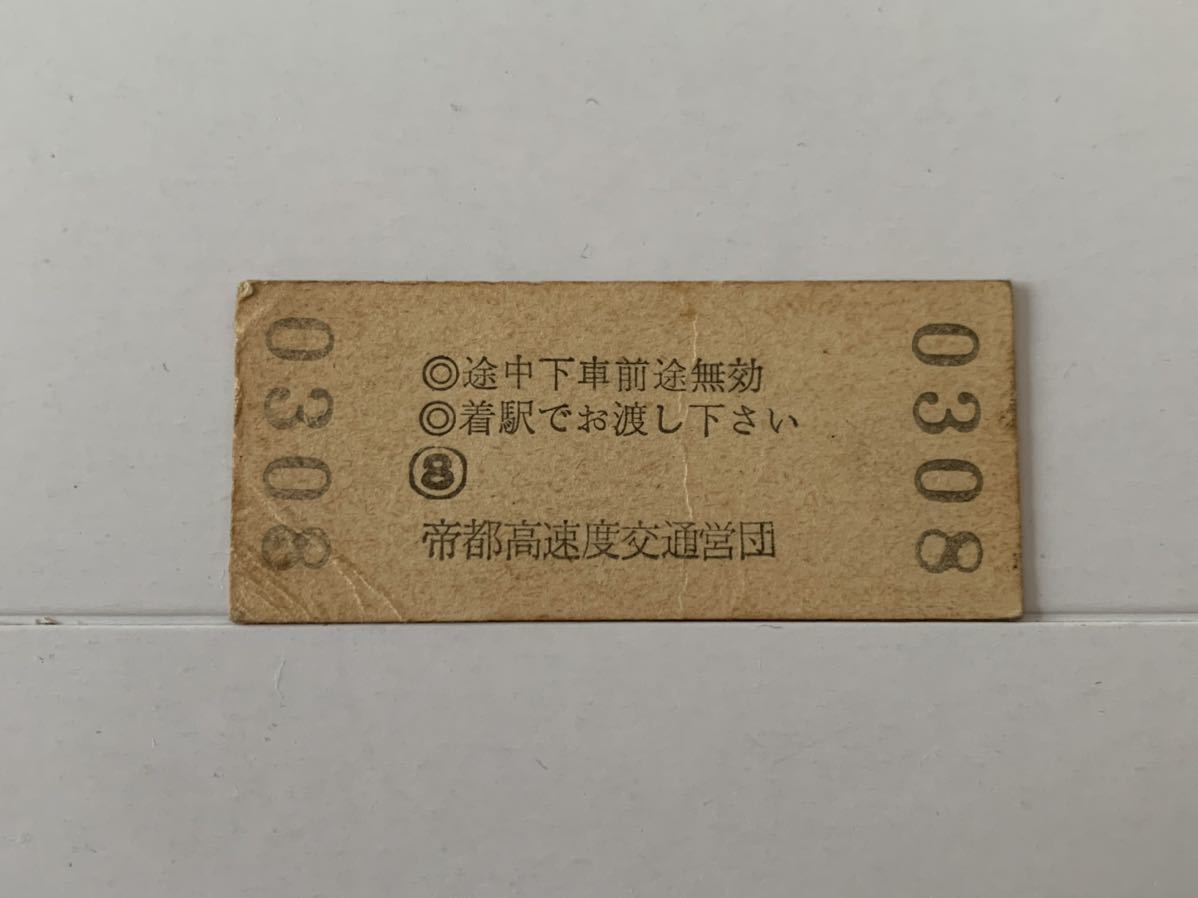 0308
◎途中下車前途無効
◎着駅でお渡し下さい
⑧
帝都高速度交通営団
0308